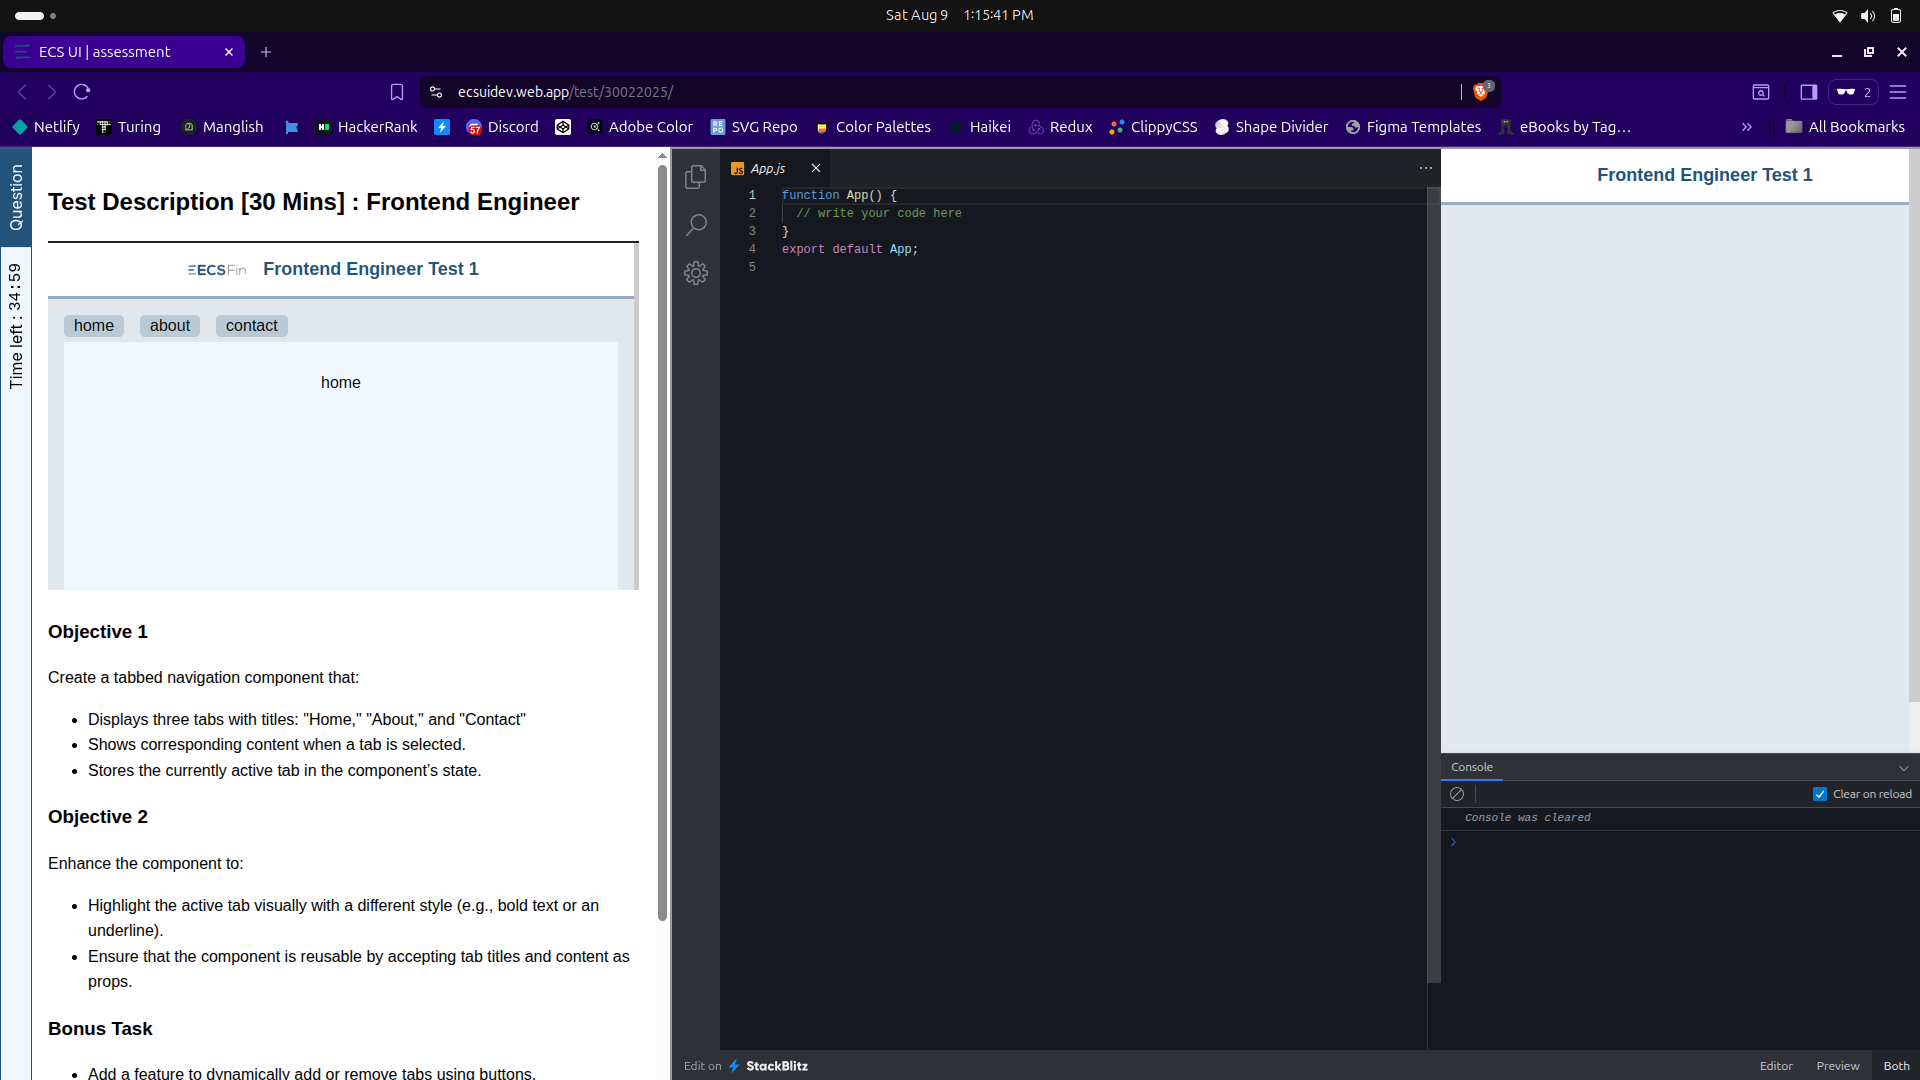 Sat Aug 9 1:15:41 PM
ECS UI | assessment
ecsuidev.web.app/test/30022025/
3
2
Netlify
Turing
Manglish
HackerRank
57
Discord
Adobe Color
RE
PO
SVG Repo
Color Palettes
Haikei
Redux
ClippyCSS
Shape Divider
Figma Templates
eBooks by Tag…
All Bookmarks
Question
Time left : 34:59
Test Description [30 Mins] : Frontend Engineer
ECSFin
Frontend Engineer Test 1
home
about
contact
home
Objective 1
Create a tabbed navigation component that:
• Displays three tabs with titles: "Home," "About," and "Contact"
• Shows corresponding content when a tab is selected.
• Stores the currently active tab in the component’s state.
Objective 2
Enhance the component to:
• Highlight the active tab visually with a different style (e.g., bold text or an
underline).
• Ensure that the component is reusable by accepting tab titles and content as
props.
Bonus Task
• Add a feature to dynamically add or remove tabs using buttons.
JS App.js
1 function App() {
2 // write your code here
3 }
4 export default App;
5
Edit on StackBlitz
Frontend Engineer Test 1
Console
Clear on reload
Console was cleared
Editor
Preview
Both